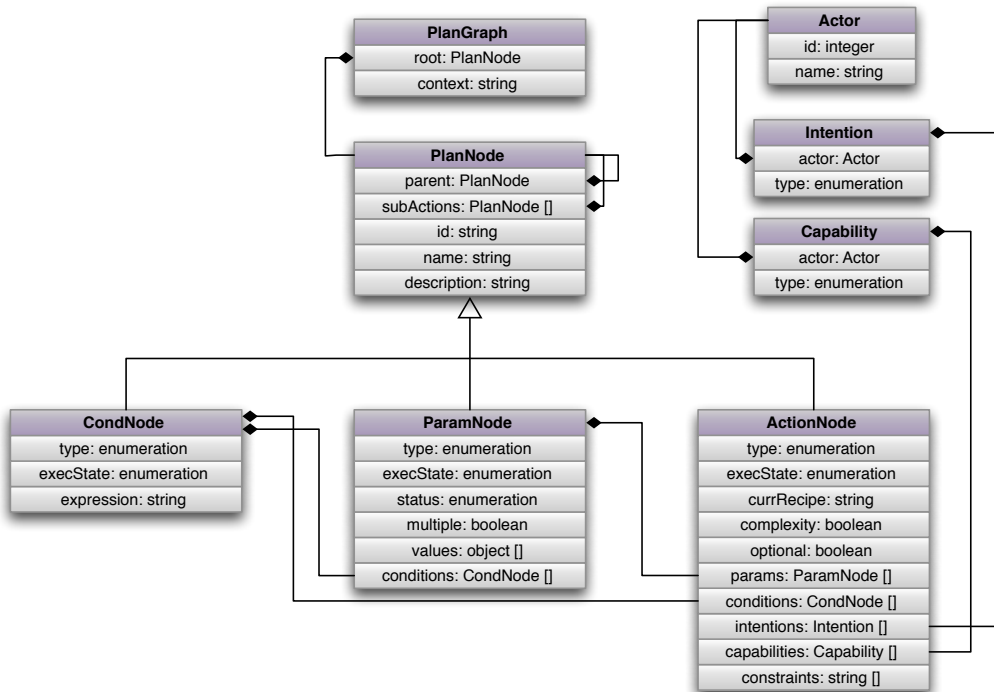 PlanGraph
root: PlanNode
context: string
Actor
id: integer
name: string
Intention
actor: Actor
type: enumeration
PlanNode
parent: PlanNode
subActions: PlanNode []
id: string
name: string
description: string
Capability
actor: Actor
type: enumeration
CondNode
type: enumeration
execState: enumeration
expression: string
ParamNode
type: enumeration
execState: enumeration
status: enumeration
multiple: boolean
values: object []
conditions: CondNode []
ActionNode
type: enumeration
execState: enumeration
currRecipe: string
complexity: boolean
optional: boolean
params: ParamNode []
conditions: CondNode []
intentions: Intention []
capabilities: Capability []
constraints: string []